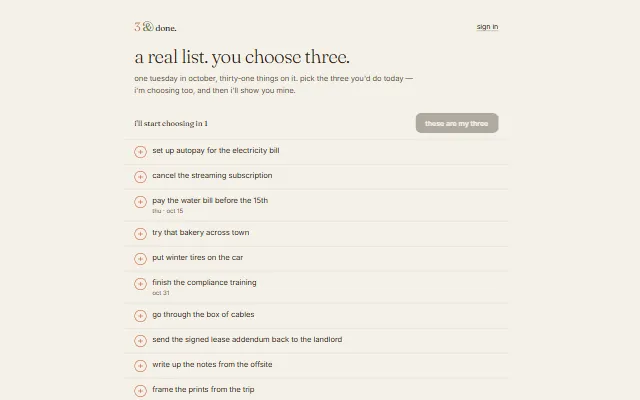 3 & done.
sign in
a real list. you choose three.
one tuesday in october, thirty-one things on it. pick the three you'd do today —
i'm choosing too, and then i'll show you mine.
i'll start choosing in 1
these are my three
set up autopay for the electricity bill
cancel the streaming subscription
pay the water bill before the 15th
thu · oct 15
try that bakery across town
put winter tires on the car
finish the compliance training
oct 31
go through the box of cables
send the signed lease addendum back to the landlord
write up the notes from the offsite
frame the prints from the trip